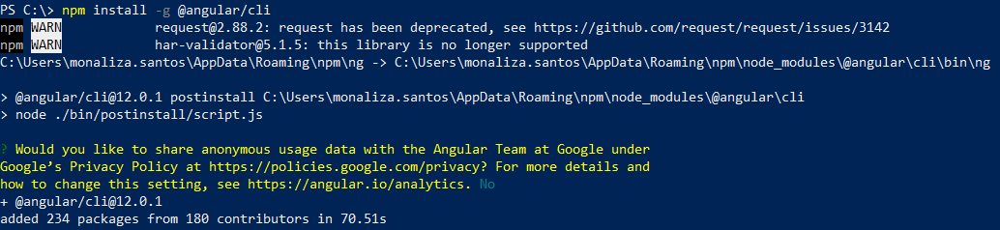 PS C:\> npm install -g @angular/cli
npm WARN request@2.88.2: request has been deprecated, see https://github.com/request/request/issues/3142
npm WARN har-validator@5.1.5: this library is no longer supported
C:\Users\monaliza.santos\AppData\Roaming\npm\ng -> C:\Users\monaliza.santos\AppData\Roaming\npm\node_modules\@angular\cli\bin\ng
> @angular/cli@12.0.1 postinstall C:\Users\monaliza.santos\AppData\Roaming\npm\node_modules\@angular\cli
> node ./bin/postinstall/script.js
? Would you like to share anonymous usage data with the Angular Team at Google under
Google’s Privacy Policy at https://policies.google.com/privacy? For more details and
how to change this setting, see https://angular.io/analytics. No
+ @angular/cli@12.0.1
added 234 packages from 180 contributors in 70.51s